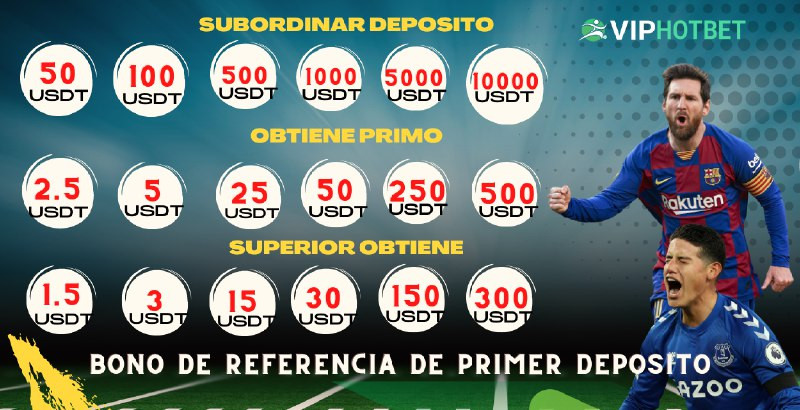 SUBORDINAR DEPOSITO
VIPHOTBET
50 USDT
100 USDT
500 USDT
1000 USDT
5000 USDT
10000 USDT
OBTIENE PRIMO
2.5 USDT
5 USDT
25 USDT
50 USDT
250 USDT
500 USDT
SUPERIOR OBTIENE
1.5 USDT
3 USDT
15 USDT
30 USDT
150 USDT
300 USDT
BONO DE REFERENCIA DE PRIMER DEPOSITO
Rakuten
beko
Everton
AZOO